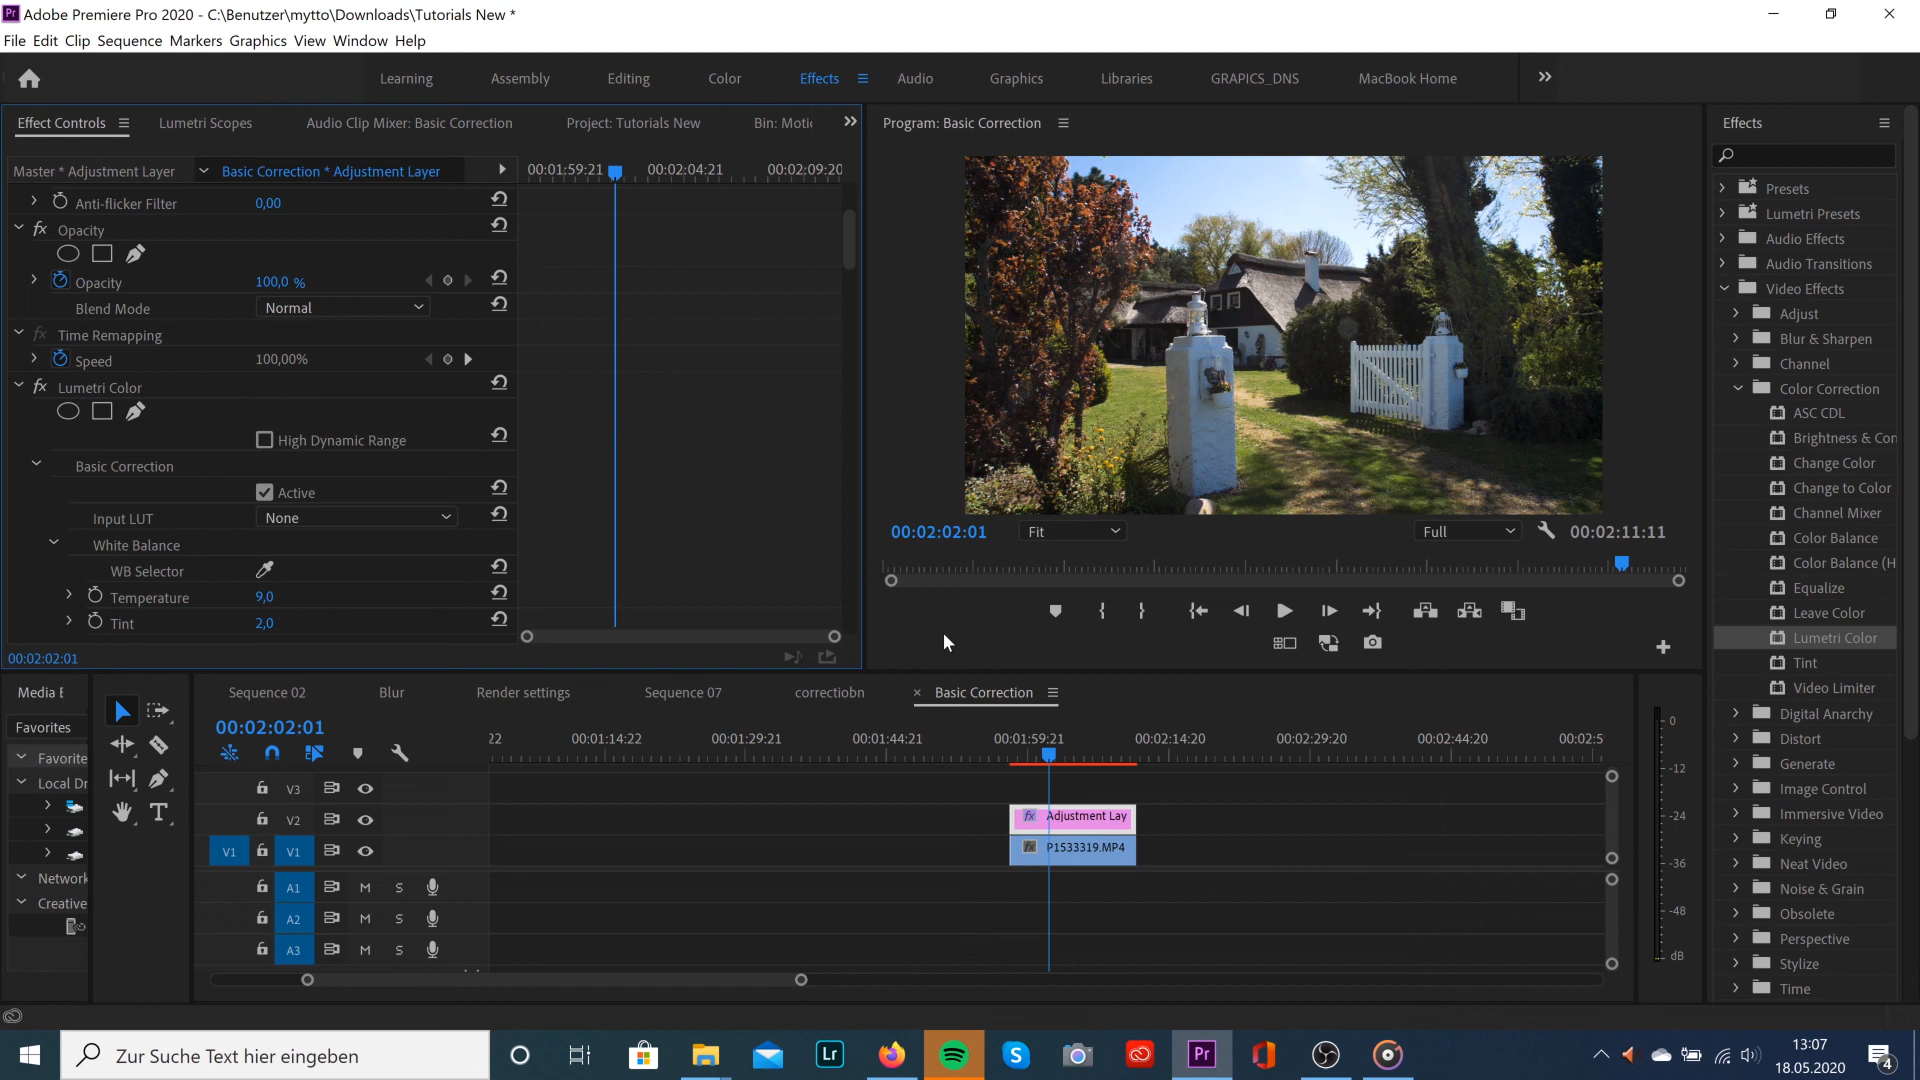 Adobe Premiere Pro 2020 - C:\Benutzer\mytto\Downloads\Tutorials New *
File Edit Clip Sequence Markers Graphics View Window Help
Learning Assembly Editing Color Effects Audio Graphics Libraries GRAPICS_DNS MacBook Home
Effect Controls Lumetri Scopes Audio Clip Mixer: Basic Correction Project: Tutorials New Bin: Moti
Program: Basic Correction
Effects
Master * Adjustment Layer Basic Correction * Adjustment Layer 00:01:59:21 00:02:04:21 00:02:09:20
Anti-flicker Filter 0,00
fx Opacity
Opacity 100,0 %
Blend Mode Normal
fx Time Remapping
Speed 100,00%
fx Lumetri Color
High Dynamic Range
Basic Correction
Active
Input LUT None
White Balance
WB Selector
Temperature 9,0
Tint 2,0
00:02:02:01
00:02:02:01 Fit Full 00:02:11:11
Presets
Lumetri Presets
Audio Effects
Audio Transitions
Video Effects
Adjust
Blur & Sharpen
Channel
Color Correction
ASC CDL
Brightness & Con
Change Color
Change to Color
Channel Mixer
Color Balance
Color Balance (H
Equalize
Leave Color
Lumetri Color
Tint
Video Limiter
Digital Anarchy
Distort
Generate
Image Control
Immersive Video
Keying
Neat Video
Noise & Grain
Obsolete
Perspective
Stylize
Time
Media E
Favorites
Favorite
Local Dr
Network
Creative
Sequence 02 Blur Render settings Sequence 07 correctiobn × Basic Correction
00:02:02:01
22 00:01:14:22 00:01:29:21 00:01:44:21 00:01:59:21 00:02:14:20 00:02:29:20 00:02:44:20 00:02:5
V3
V2 fx Adjustment Lay
V1 V1 fx P1533319.MP4
A1 M S
A2 M S
A3 M S
0
-12
-24
-36
-48
dB
Zur Suche Text hier eingeben
Lr
Pr
13:07
18.05.2020
4